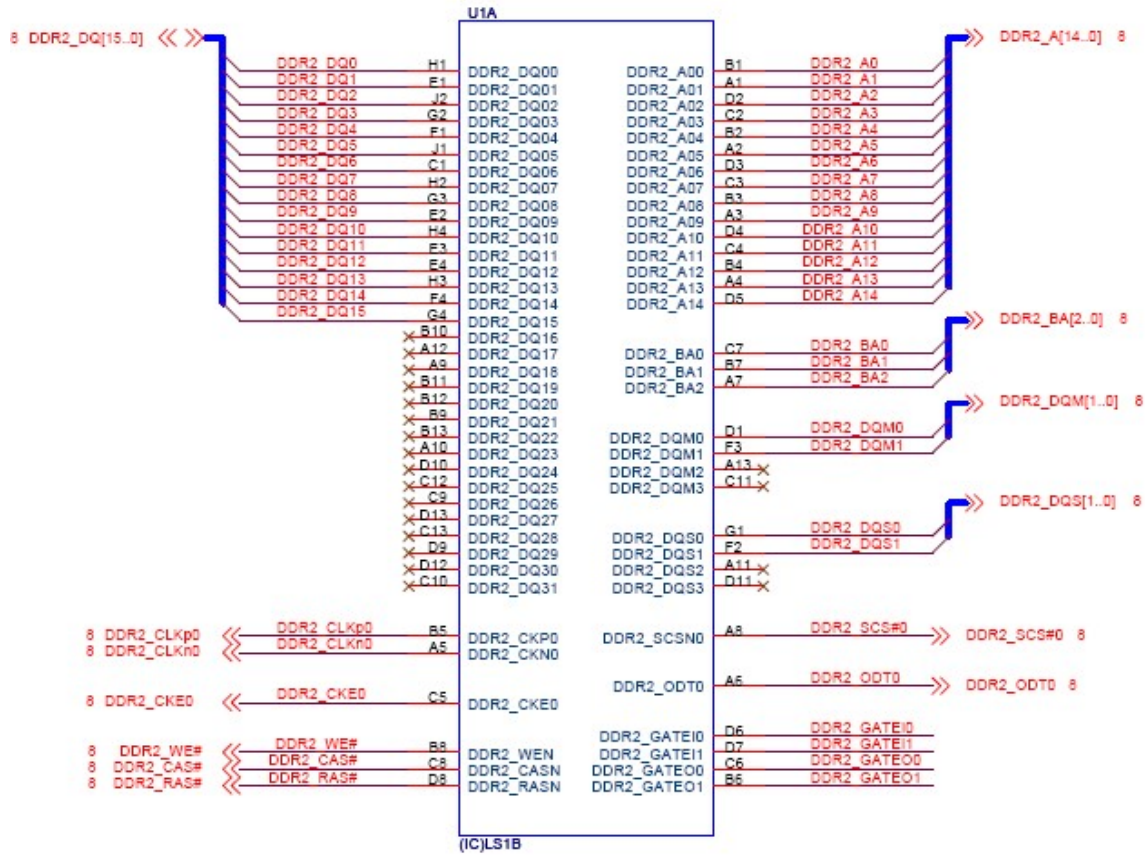 U1A
8 DDR2_DQ[15..0]
DDR2_A[14..0] 8
DDR2_DQ0 H1 DDR2_DQ00 DDR2_A00 B1 DDR2_A0
DDR2_DQ1 E1 DDR2_DQ01 DDR2_A01 A1 DDR2_A1
DDR2_DQ2 J2 DDR2_DQ02 DDR2_A02 D2 DDR2_A2
DDR2_DQ3 G2 DDR2_DQ03 DDR2_A03 C2 DDR2_A3
DDR2_DQ4 F1 DDR2_DQ04 DDR2_A04 B2 DDR2_A4
DDR2_DQ5 J1 DDR2_DQ05 DDR2_A05 A2 DDR2_A5
DDR2_DQ6 C1 DDR2_DQ06 DDR2_A06 D3 DDR2_A6
DDR2_DQ7 H2 DDR2_DQ07 DDR2_A07 C3 DDR2_A7
DDR2_DQ8 G3 DDR2_DQ08 DDR2_A08 B3 DDR2_A8
DDR2_DQ9 E2 DDR2_DQ09 DDR2_A09 A3 DDR2_A9
DDR2_DQ10 H4 DDR2_DQ10 DDR2_A10 D4 DDR2_A10
DDR2_DQ11 E3 DDR2_DQ11 DDR2_A11 C4 DDR2_A11
DDR2_DQ12 E4 DDR2_DQ12 DDR2_A12 B4 DDR2_A12
DDR2_DQ13 H3 DDR2_DQ13 DDR2_A13 A4 DDR2_A13
DDR2_DQ14 F4 DDR2_DQ14 DDR2_A14 D5 DDR2_A14
DDR2_DQ15 G4 DDR2_DQ15
DDR2_BA[2..0] 8
B10 DDR2_DQ16
A12 DDR2_DQ17 DDR2_BA0 C7 DDR2_BA0
A9 DDR2_DQ18 DDR2_BA1 B7 DDR2_BA1
B11 DDR2_DQ19 DDR2_BA2 A7 DDR2_BA2
B12 DDR2_DQ20
DDR2_DQM[1..0] 8
B9 DDR2_DQ21
B13 DDR2_DQ22 DDR2_DQM0 D1 DDR2_DQM0
A10 DDR2_DQ23 DDR2_DQM1 F3 DDR2_DQM1
D10 DDR2_DQ24 DDR2_DQM2 A13
C12 DDR2_DQ25 DDR2_DQM3 C11
C9 DDR2_DQ26
DDR2_DQS[1..0] 8
D13 DDR2_DQ27
C13 DDR2_DQ28 DDR2_DQS0 G1 DDR2_DQS0
D9 DDR2_DQ29 DDR2_DQS1 F2 DDR2_DQS1
D12 DDR2_DQ30 DDR2_DQS2 A11
C10 DDR2_DQ31 DDR2_DQS3 D11
8 DDR2_CLKp0 DDR2_CLKp0 B5 DDR2_CKP0 DDR2_SCSN0 A8 DDR2_SCS#0 DDR2_SCS#0 8
8 DDR2_CLKn0 DDR2_CLKn0 A5 DDR2_CKN0
DDR2_ODT0 A6 DDR2_ODT0 DDR2_ODT0 8
8 DDR2_CKE0 DDR2_CKE0 C5 DDR2_CKE0
DDR2_GATEI0 D6 DDR2_GATEI0
8 DDR2_WE# DDR2_WE# B8 DDR2_WEN DDR2_GATEI1 D7 DDR2_GATEI1
8 DDR2_CAS# DDR2_CAS# C8 DDR2_CASN DDR2_GATEO0 C6 DDR2_GATEO0
8 DDR2_RAS# DDR2_RAS# D8 DDR2_RASN DDR2_GATEO1 B6 DDR2_GATEO1
(IC)LS1B